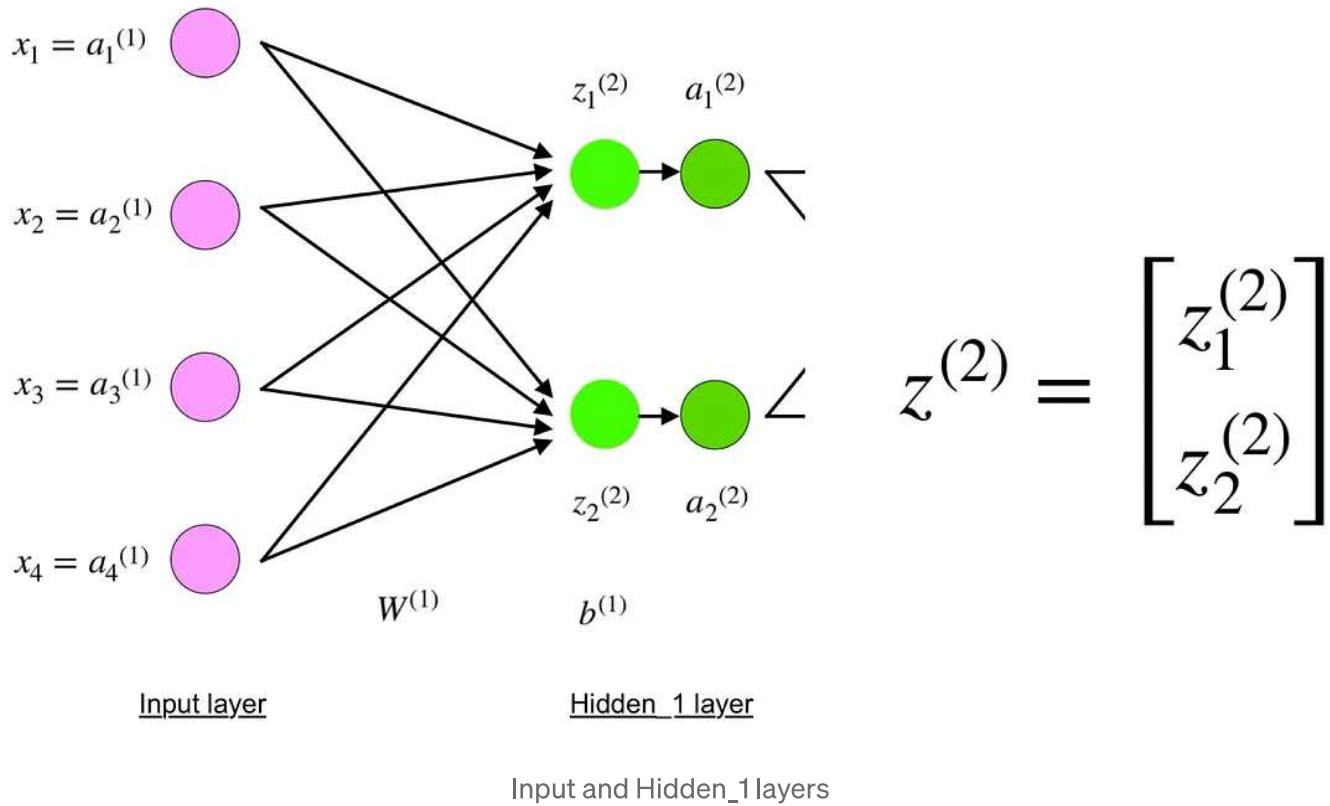 x₁ = a₁⁽¹⁾
z₁⁽²⁾ a₁⁽²⁾
x₂ = a₂⁽¹⁾
x₃ = a₃⁽¹⁾
z₂⁽²⁾ a₂⁽²⁾
x₄ = a₄⁽¹⁾
W⁽¹⁾ b⁽¹⁾
Input layer Hidden_1 layer
z⁽²⁾ = [z₁⁽²⁾
z₂⁽²⁾]
Input and Hidden_1 layers